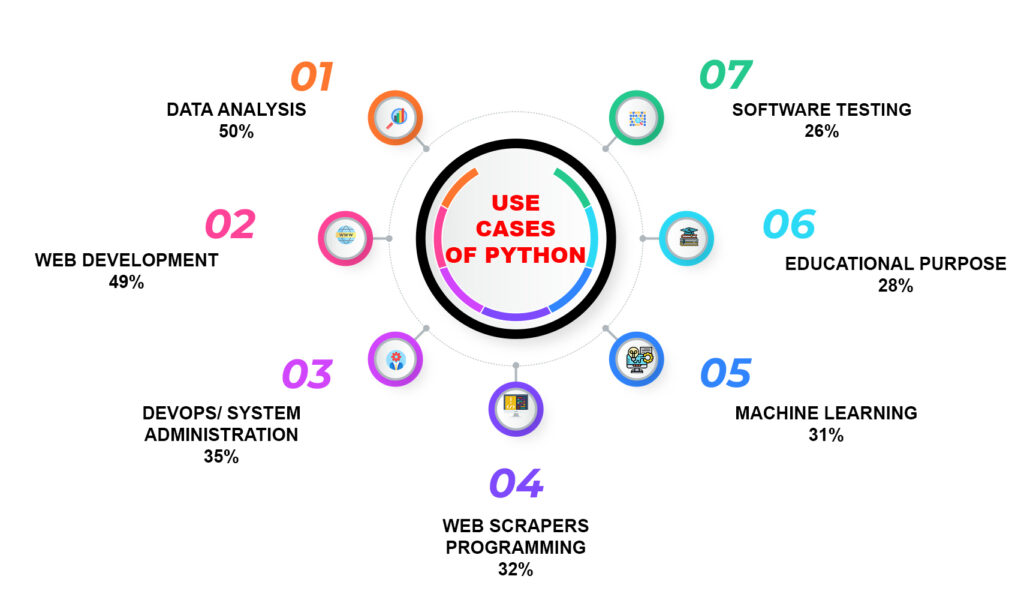 USE
CASES
OF PYTHON
01
DATA ANALYSIS
50%
02
WEB DEVELOPMENT
49%
03
DEVOPS/ SYSTEM
ADMINISTRATION
35%
04
WEB SCRAPERS
PROGRAMMING
32%
05
MACHINE LEARNING
31%
06
EDUCATIONAL PURPOSE
28%
07
SOFTWARE TESTING
26%
WWW